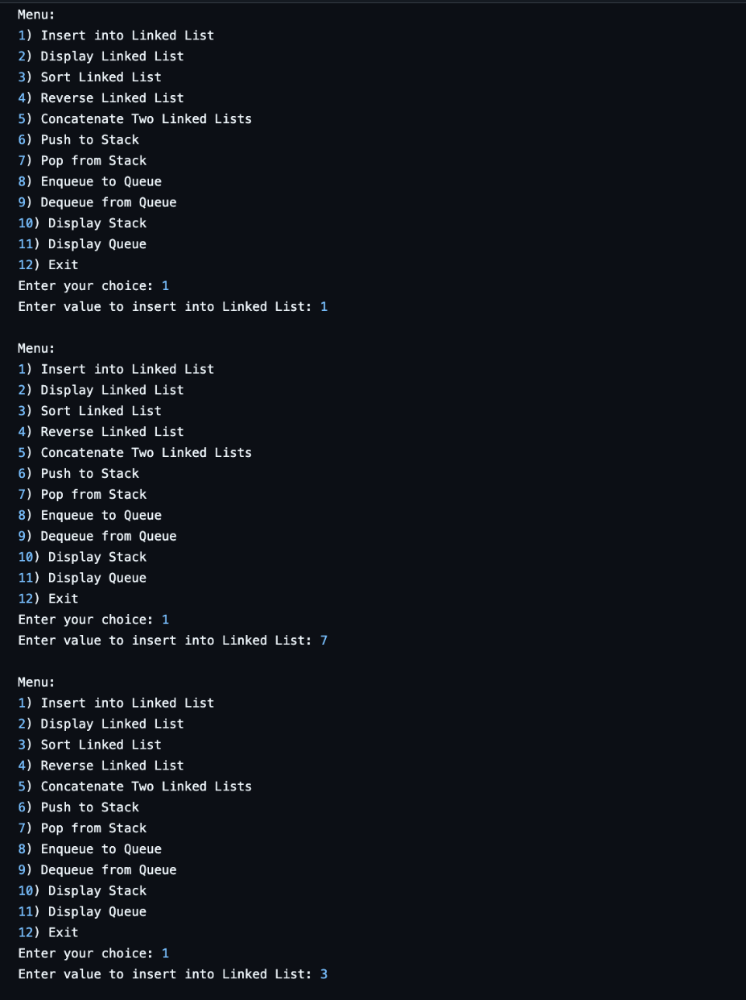 Menu:
1) Insert into Linked List
2) Display Linked List
3) Sort Linked List
4) Reverse Linked List
5) Concatenate Two Linked Lists
6) Push to Stack
7) Pop from Stack
8) Enqueue to Queue
9) Dequeue from Queue
10) Display Stack
11) Display Queue
12) Exit
Enter your choice: 1
Enter value to insert into Linked List: 1
Menu:
1) Insert into Linked List
2) Display Linked List
3) Sort Linked List
4) Reverse Linked List
5) Concatenate Two Linked Lists
6) Push to Stack
7) Pop from Stack
8) Enqueue to Queue
9) Dequeue from Queue
10) Display Stack
11) Display Queue
12) Exit
Enter your choice: 1
Enter value to insert into Linked List: 7
Menu:
1) Insert into Linked List
2) Display Linked List
3) Sort Linked List
4) Reverse Linked List
5) Concatenate Two Linked Lists
6) Push to Stack
7) Pop from Stack
8) Enqueue to Queue
9) Dequeue from Queue
10) Display Stack
11) Display Queue
12) Exit
Enter your choice: 1
Enter value to insert into Linked List: 3